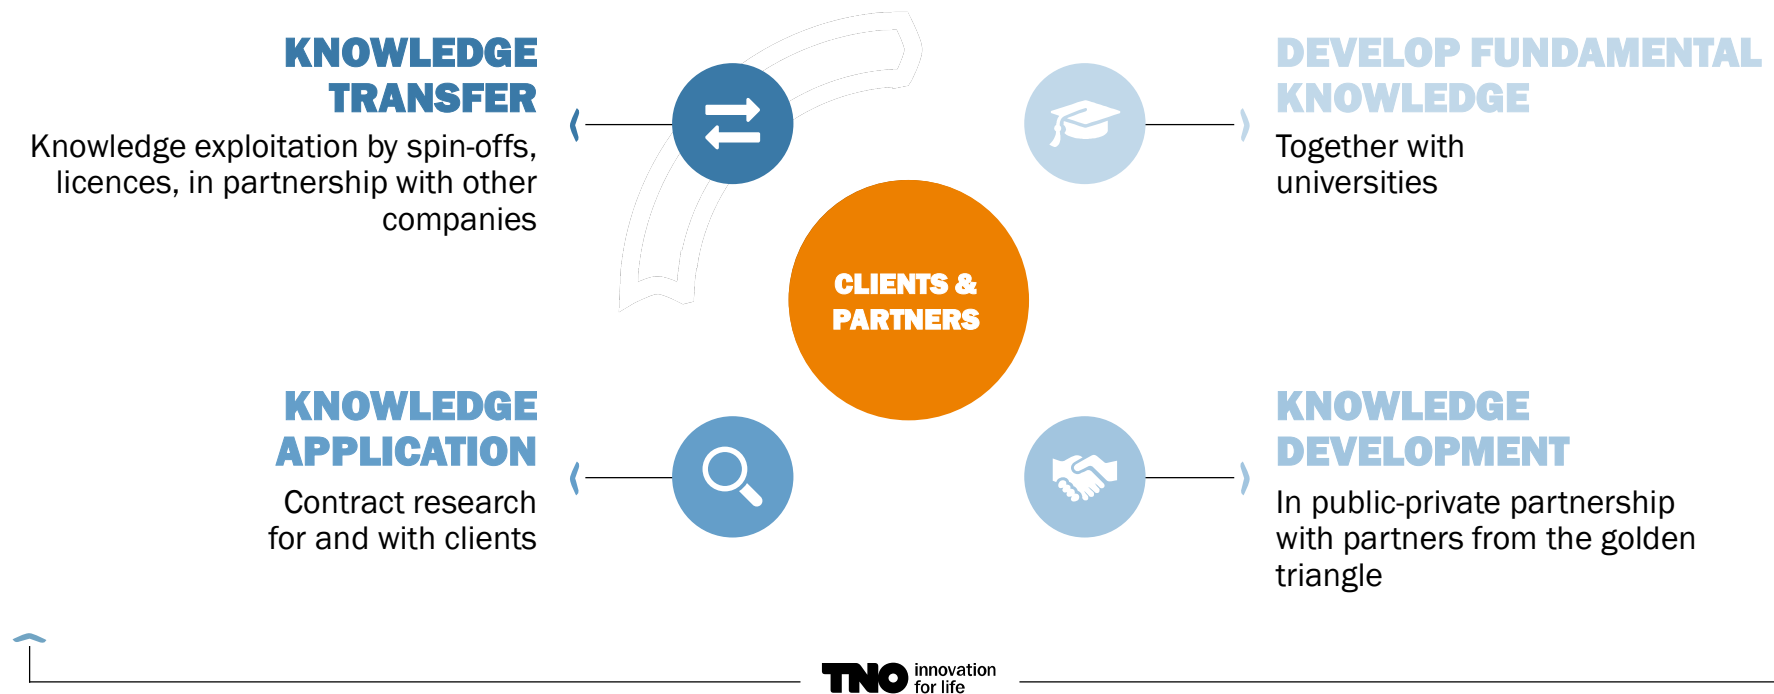 KNOWLEDGE
TRANSFER
Knowledge exploitation by spin-offs,
licences, in partnership with other
companies
DEVELOP FUNDAMENTAL
KNOWLEDGE
Together with
universities
CLIENTS &
PARTNERS
KNOWLEDGE
APPLICATION
Contract research
for and with clients
KNOWLEDGE
DEVELOPMENT
In public-private partnership
with partners from the golden
triangle
TNO innovation
for life